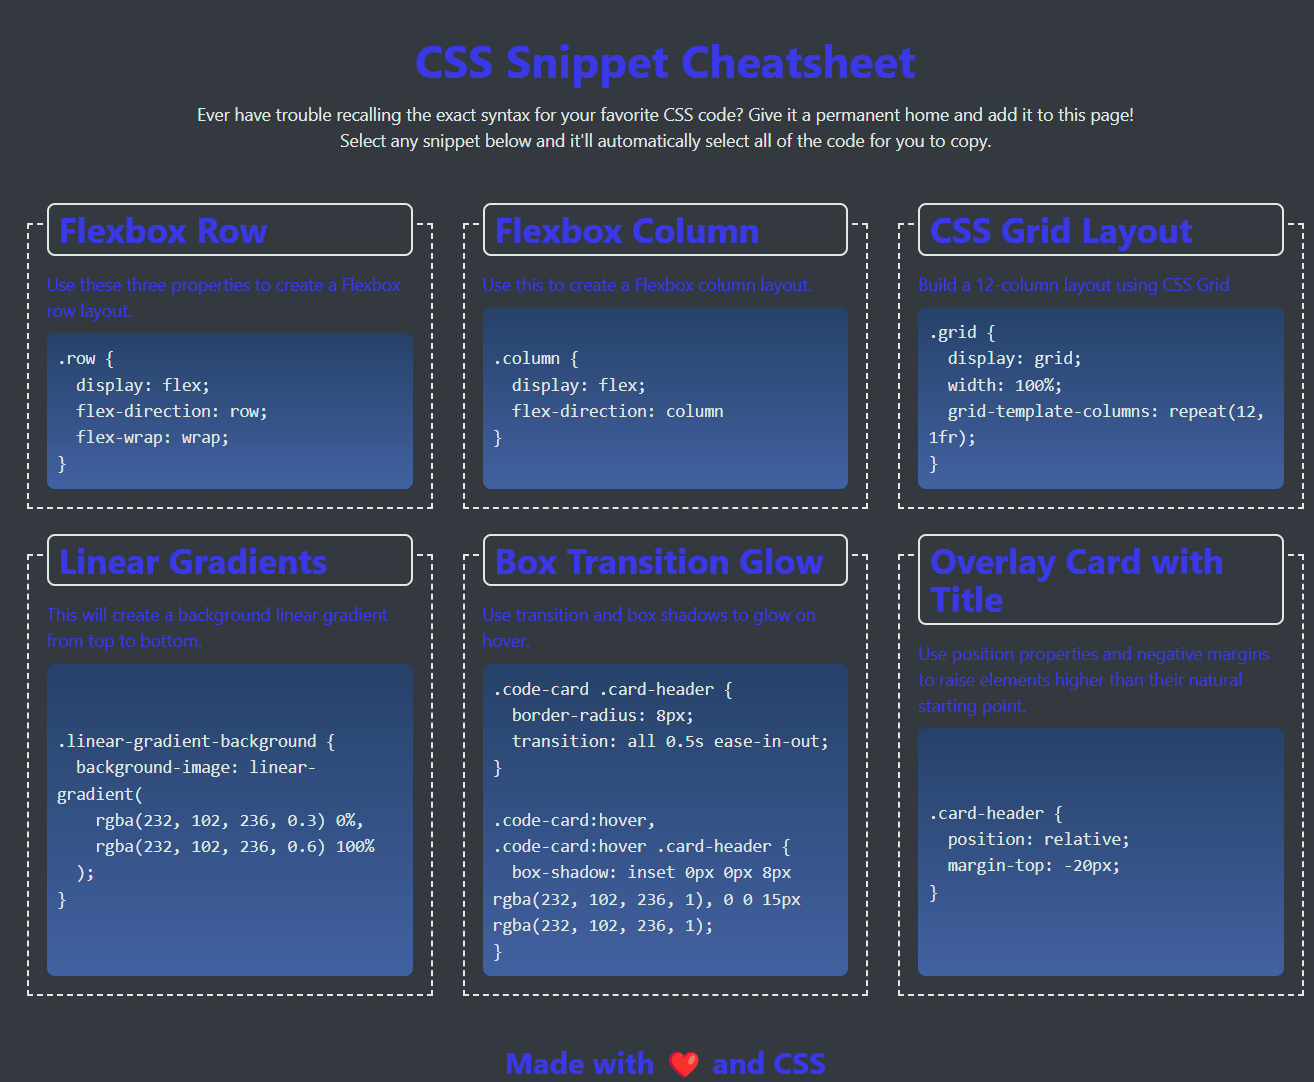 CSS Snippet Cheatsheet
Ever have trouble recalling the exact syntax for your favorite CSS code? Give it a permanent home and add it to this page!
Select any snippet below and it'll automatically select all of the code for you to copy.
Flexbox Row
Use these three properties to create a Flexbox
row layout.
.row {
  display: flex;
  flex-direction: row;
  flex-wrap: wrap;
}
Flexbox Column
Use this to create a Flexbox column layout.
.column {
  display: flex;
  flex-direction: column
}
CSS Grid Layout
Build a 12-column layout using CSS Grid
.grid {
  display: grid;
  width: 100%;
  grid-template-columns: repeat(12,
1fr);
}
Linear Gradients
This will create a background linear gradient
from top to bottom.
.linear-gradient-background {
  background-image: linear-
gradient(
    rgba(232, 102, 236, 0.3) 0%,
    rgba(232, 102, 236, 0.6) 100%
  );
}
Box Transition Glow
Use transition and box shadows to glow on
hover.
.code-card .card-header {
  border-radius: 8px;
  transition: all 0.5s ease-in-out;
}
.code-card:hover,
.code-card:hover .card-header {
  box-shadow: inset 0px 0px 8px
rgba(232, 102, 236, 1), 0 0 15px
rgba(232, 102, 236, 1);
}
Overlay Card with
Title
Use position properties and negative margins
to raise elements higher than their natural
starting point.
.card-header {
  position: relative;
  margin-top: -20px;
}
Made with ❤️ and CSS